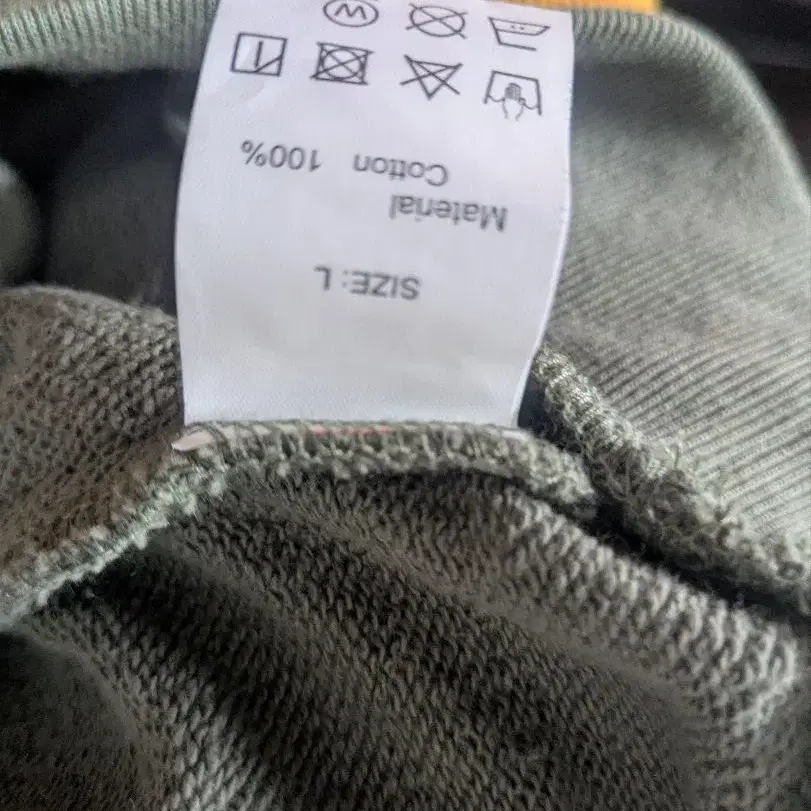 SIZE: L
Material
Cotton 100%
W